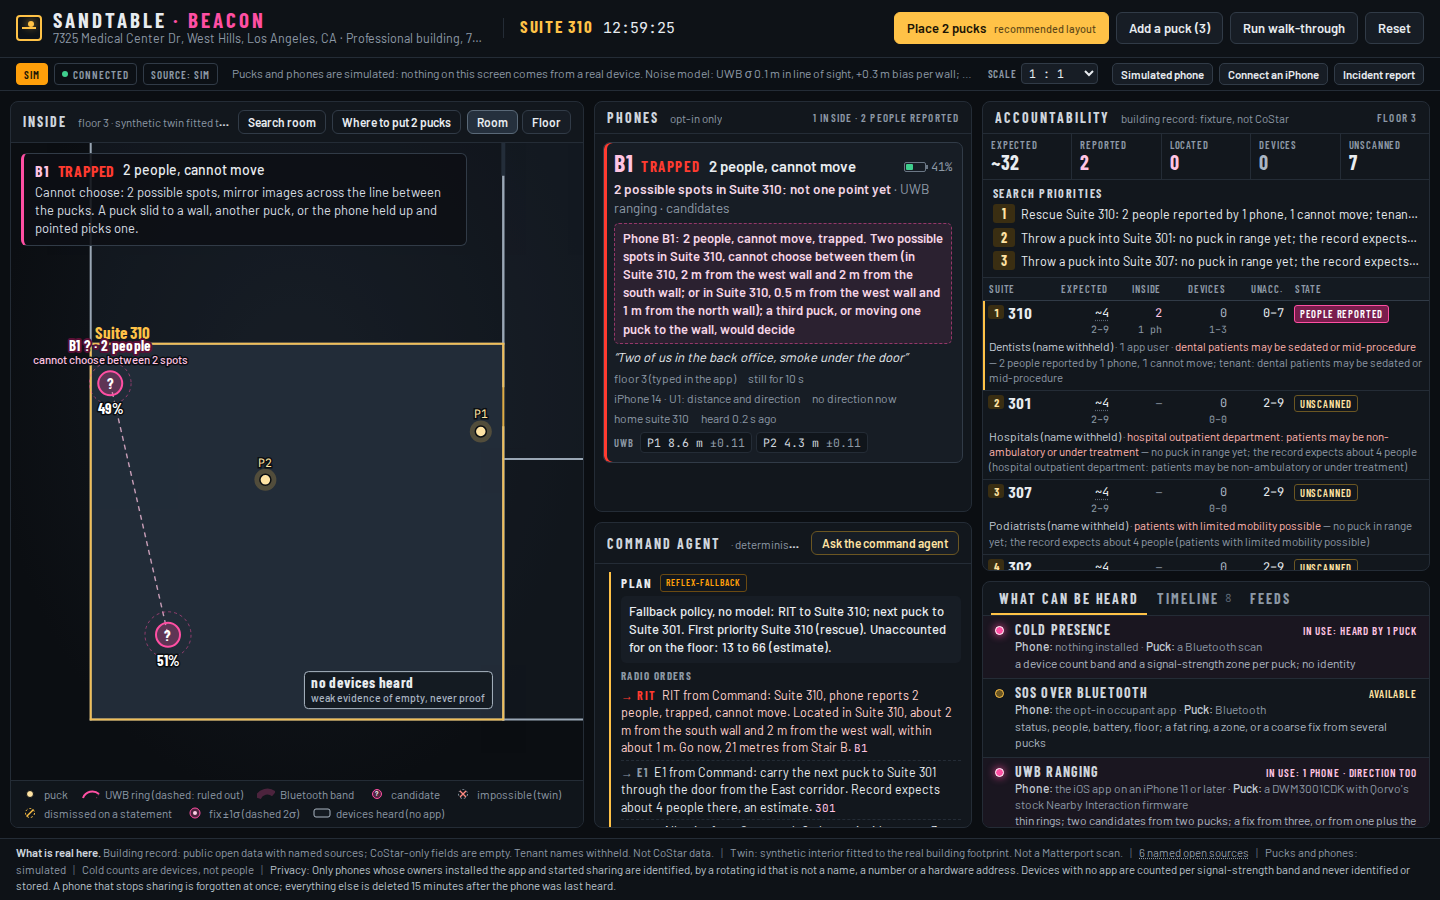 SANDTABLE · BEACON
7325 Medical Center Dr, West Hills, Los Angeles, CA · Professional building, 7...
SUITE 310 12:59:25
Place 2 pucks recommended layout
Add a puck (3)
Run walk-through
Reset
SIM
CONNECTED
SOURCE: SIM
Pucks and phones are simulated: nothing on this screen comes from a real device. Noise model: UWB σ 0.1 m in line of sight, +0.3 m bias per wall; ...
SCALE 1 : 1
Simulated phone
Connect an iPhone
Incident report
INSIDE floor 3 · synthetic twin fitted t...
Search room
Where to put 2 pucks
Room
Floor
B1 TRAPPED 2 people, cannot move
Cannot choose: 2 possible spots, mirror images across the line between
the pucks. A puck slid to a wall, another puck, or the phone held up and
pointed picks one.
Suite 310
B1 ? · 2 people
cannot choose between 2 spots
?
49%
P1
P2
?
51%
no devices heard
weak evidence of empty, never proof
puck
UWB ring (dashed: ruled out)
Bluetooth band
candidate
impossible (twin)
dismissed on a statement
fix ±1σ (dashed 2σ)
devices heard (no app)
PHONES opt-in only
1 INSIDE · 2 PEOPLE REPORTED
B1 TRAPPED 2 people, cannot move
41%
2 possible spots in Suite 310: not one point yet · UWB
ranging · candidates
Phone B1: 2 people, cannot move, trapped. Two possible
spots in Suite 310, cannot choose between them (in
Suite 310, 2 m from the west wall and 2 m from the
south wall; or in Suite 310, 0.5 m from the west wall and
1 m from the north wall); a third puck, or moving one
puck to the wall, would decide
"Two of us in the back office, smoke under the door"
floor 3 (typed in the app) still for 10 s
iPhone 14 · U1: distance and direction no direction now
home suite 310 heard 0.2 s ago
UWB P1 8.6 m ±0.11 P2 4.3 m ±0.11
COMMAND AGENT · determinis...
Ask the command agent
PLAN REFLEX-FALLBACK
Fallback policy, no model: RIT to Suite 310; next puck to
Suite 301. First priority Suite 310 (rescue). Unaccounted
for on the floor: 13 to 66 (estimate).
RADIO ORDERS
→ RIT RIT from Command: Suite 310, phone reports 2
people, trapped, cannot move. Located in Suite 310, about 2
m from the south wall and 2 m from the west wall, within
about 1 m. Go now, 21 metres from Stair B. B1
→ E1 E1 from Command: carry the next puck to Suite 301
through the door from the East corridor. Record expects
about 4 people there, an estimate. 301
ACCOUNTABILITY building record: fixture, not CoStar
FLOOR 3
EXPECTED REPORTED LOCATED DEVICES UNSCANNED
~32 2 0 0 7
SEARCH PRIORITIES
1 Rescue Suite 310: 2 people reported by 1 phone, 1 cannot move; tenan...
2 Throw a puck into Suite 301: no puck in range yet; the record expects...
3 Throw a puck into Suite 307: no puck in range yet; the record expects...
SUITE EXPECTED INSIDE DEVICES UNACC. STATE
1 310 ~4 2 0 0-7 PEOPLE REPORTED
2-9 1 ph 1-3
Dentists (name withheld) · 1 app user · dental patients may be sedated or mid-procedure
— 2 people reported by 1 phone, 1 cannot move; tenant: dental patients may be sedated or
mid-procedure
2 301 ~4 – 0 2-9 UNSCANNED
2-9 0-0
Hospitals (name withheld) · hospital outpatient department: patients may be non-
ambulatory or under treatment — no puck in range yet; the record expects about 4 people
(hospital outpatient department: patients may be non-ambulatory or under treatment)
3 307 ~4 – 0 2-9 UNSCANNED
2-9 0-0
Podiatrists (name withheld) · patients with limited mobility possible — no puck in range
yet; the record expects about 4 people (patients with limited mobility possible)
4 302 ~4 – 0 2-9 UNSCANNED
WHAT CAN BE HEARD
TIMELINE 8
FEEDS
COLD PRESENCE IN USE: HEARD BY 1 PUCK
Phone: nothing installed · Puck: a Bluetooth scan
a device count band and a signal-strength zone per puck; no identity
SOS OVER BLUETOOTH AVAILABLE
Phone: the opt-in occupant app · Puck: Bluetooth
status, people, battery, floor; a fat ring, a zone, or a coarse fix from several
pucks
UWB RANGING IN USE: 1 PHONE · DIRECTION TOO
Phone: the iOS app on an iPhone 11 or later · Puck: a DWM3001CDK with Qorvo's
stock Nearby Interaction firmware
thin rings; two candidates from two pucks; a fix from three, or from one plus the
What is real here. Building record: public open data with named sources; CoStar-only fields are empty. Tenant names withheld. Not CoStar data. | Twin: synthetic interior fitted to the real building footprint. Not a Matterport scan. | 6 named open sources | Pucks and phones:
simulated | Cold counts are devices, not people | Privacy: Only phones whose owners installed the app and started sharing are identified, by a rotating id that is not a name, a number or a hardware address. Devices with no app are counted per signal-strength band and never identified or
stored. A phone that stops sharing is forgotten at once; everything else is deleted 15 minutes after the phone was last heard.